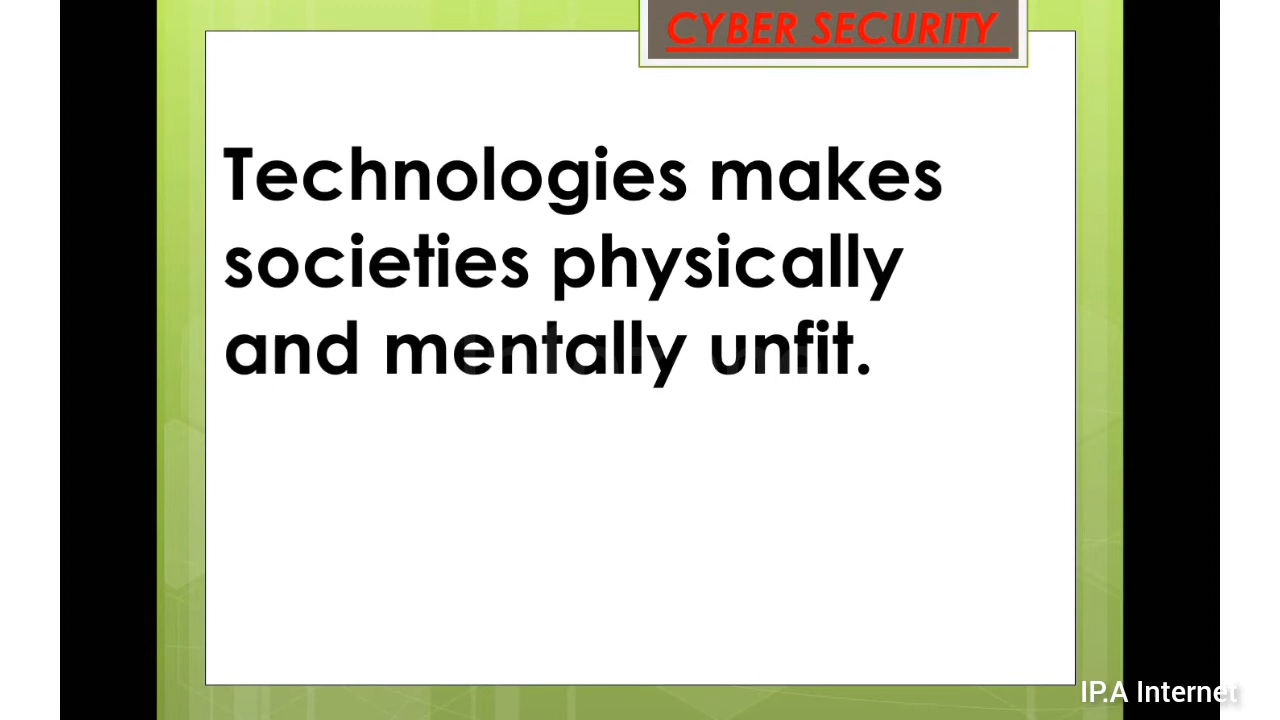 CYBER SECURITY
Technologies makes
societies physically
and mentally unfit.
IP.A Internet